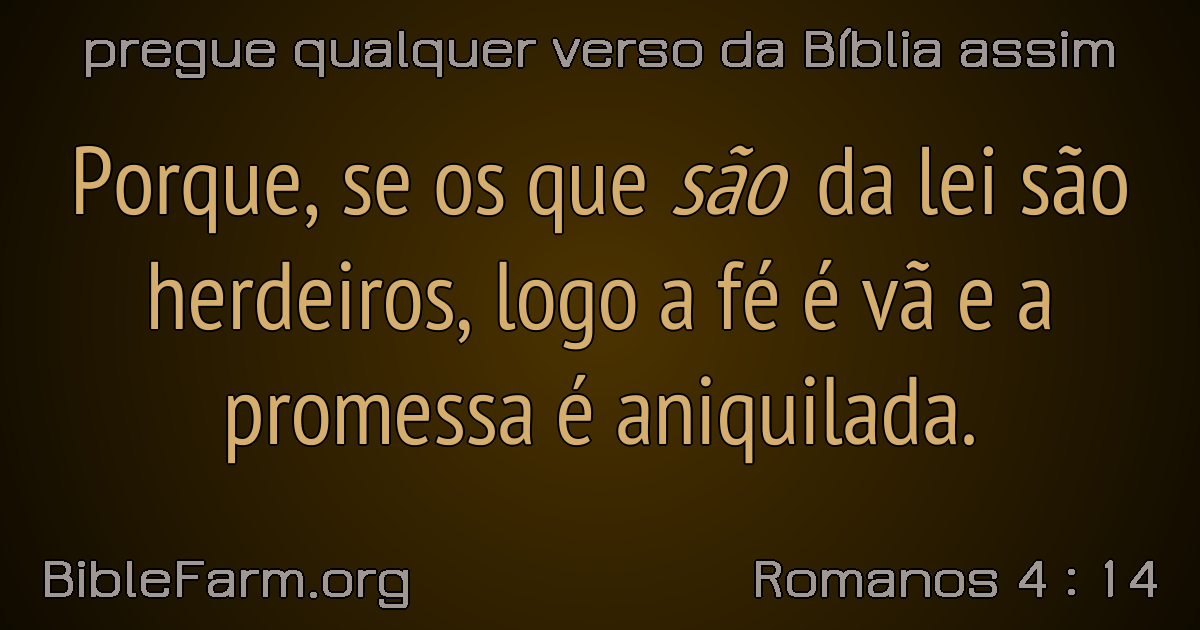 pregue qualquer verso da Bíblia assim
Porque, se os que são da lei são
herdeiros, logo a fé é vã e a
promessa é aniquilada.
BibleFarm.org
Romanos 4 : 14